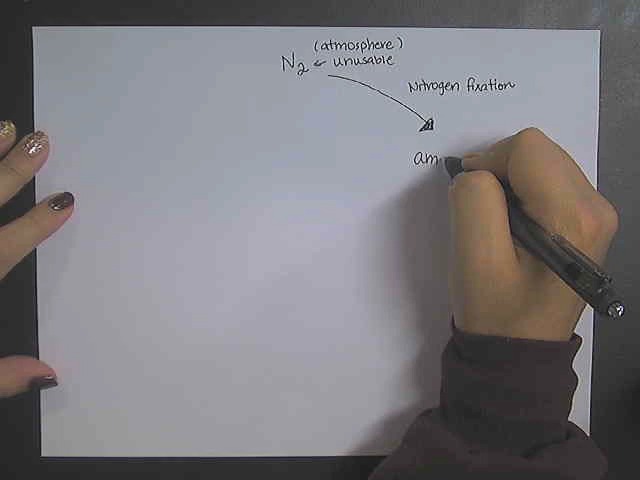 (atmosphere)
N₂ ← unusable
Nitrogen fixation
am